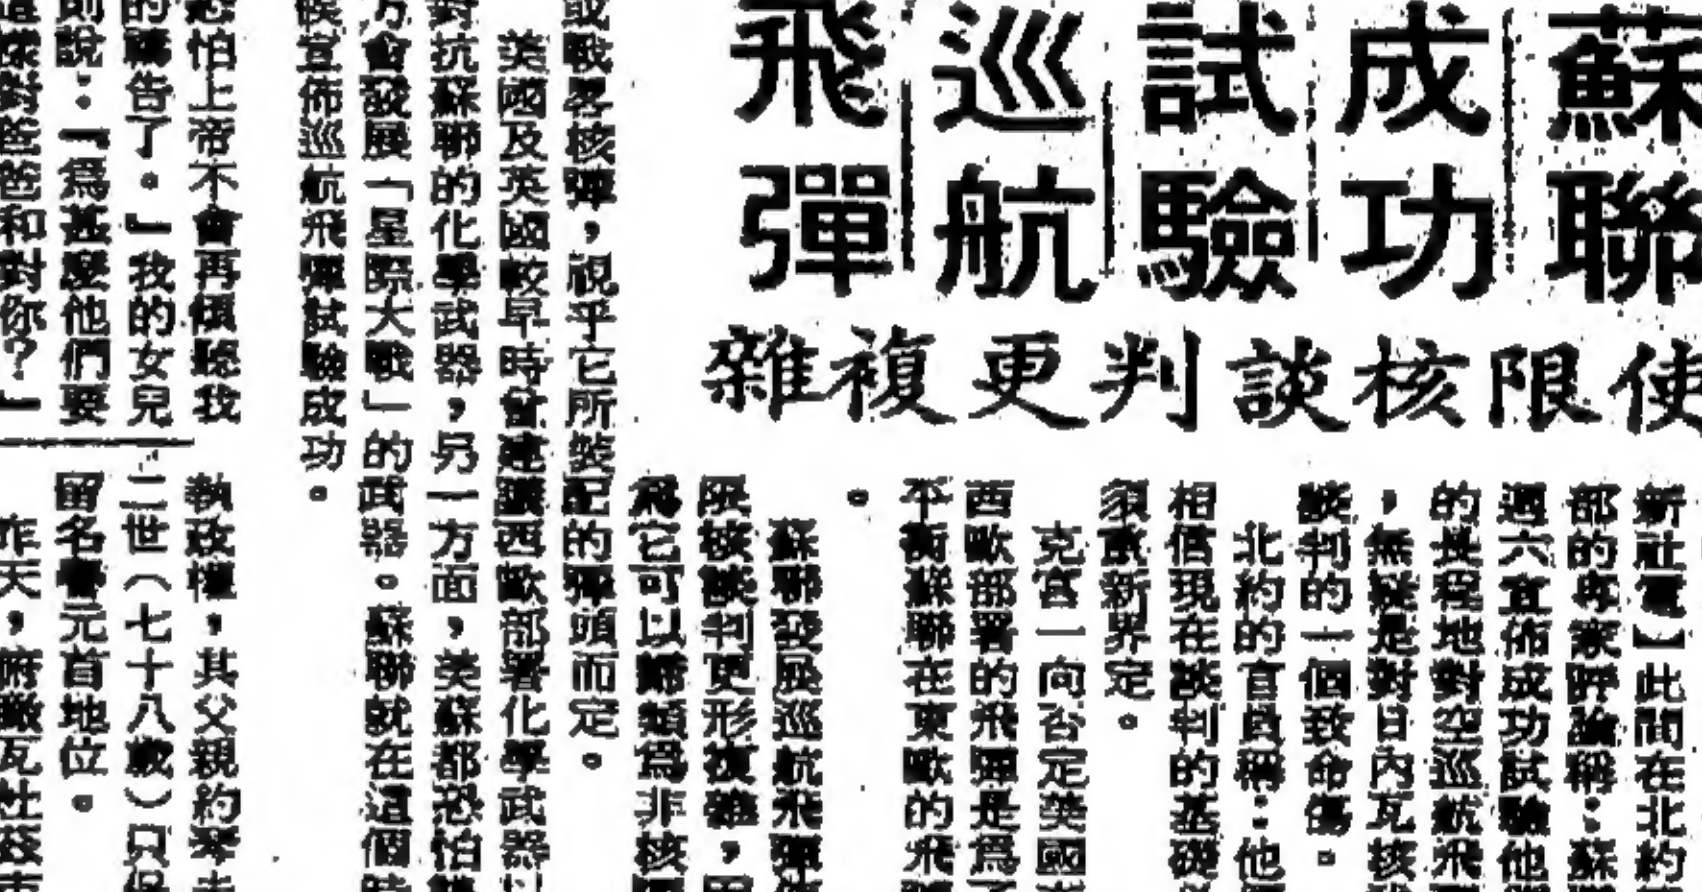 蘇聯
成功
試驗
巡航
飛彈
使限核談判更複雜
新社電】此間在北約
部的專家評論稱：蘇
週六宣佈成功試驗他
的長程地對空巡航飛
，無疑是對日內瓦核
談判的一個致命傷。
北約的官員稱：他
相信現在談判的基礎
須重新界定。
克宮一向否定美國
西歐部署的飛彈是爲了
不衡蘇聯在東歐的飛彈
。
蘇聯發展巡航飛彈使
限核談判更形複雜，因
爲它可以歸類爲非核
或戰畧核彈，視乎它所裝配的彈頭而定。
美國及英國較早時曾建議西歐部署化學武器以
對抗蘇聯的化學武器，另一方面，美蘇都恐怕
方會發展「星際大戰」的武器。蘇聯就在這個時
候宣佈巡航飛彈試驗成功。
恐怕上帝不會再傾聽我
的禱告了。」我的女兒
則說：「爲甚麼他們要
這樣對爸爸和對你？」
執政權，其父親約琴
二世（七十八歲）只保
留名譽元首地位。
昨天，